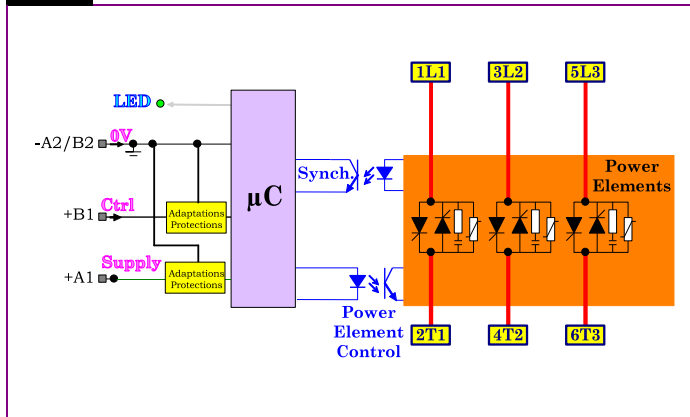 1L1 3L2 5L3
LED
-A2/B2 0V
Synch.
µC
Power
Elements
+B1 Ctrl
Adaptations
Protections
+A1 Supply
Adaptations
Protections
Power
Element
Control
2T1 4T2 6T3